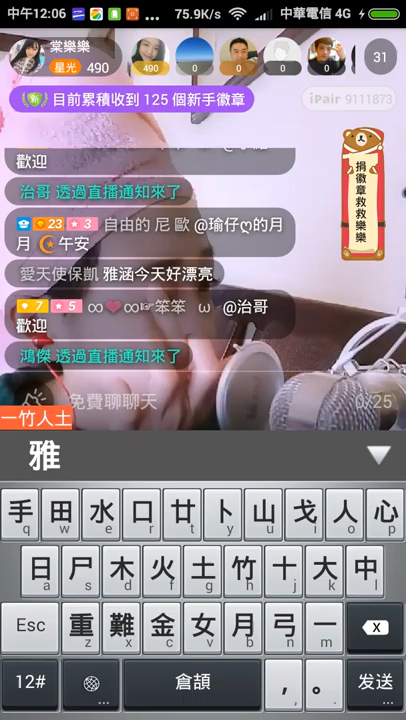 中午12:06 ... 75.9K/s 中華電信 4G
棠樂樂
星光 490
490 0 0 0 0 31
新 目前累積收到 125 個新手徽章
iPair 9111873
捐徽章救救樂樂
歡迎
治哥 透過直播通知來了
23 3 自由的 尼 歐 @瑜仔ღ的月
月 午安
愛天使保凱 雅涵今天好漂亮
7 5 ∞❤∞☞笨笨 ω @治哥
歡迎
鴻傑 透過直播通知來了
免費聊聊天 0/25
一竹人土
雅
手 田 水 口 廿 卜 山 戈 人 心
q w e r t y u i o p
日 尸 木 火 土 竹 十 大 中
a s d f g h j k l
Esc 重 難 金 女 月 弓 一 X
z x c v b n m
12# 倉頡 , 。 发送